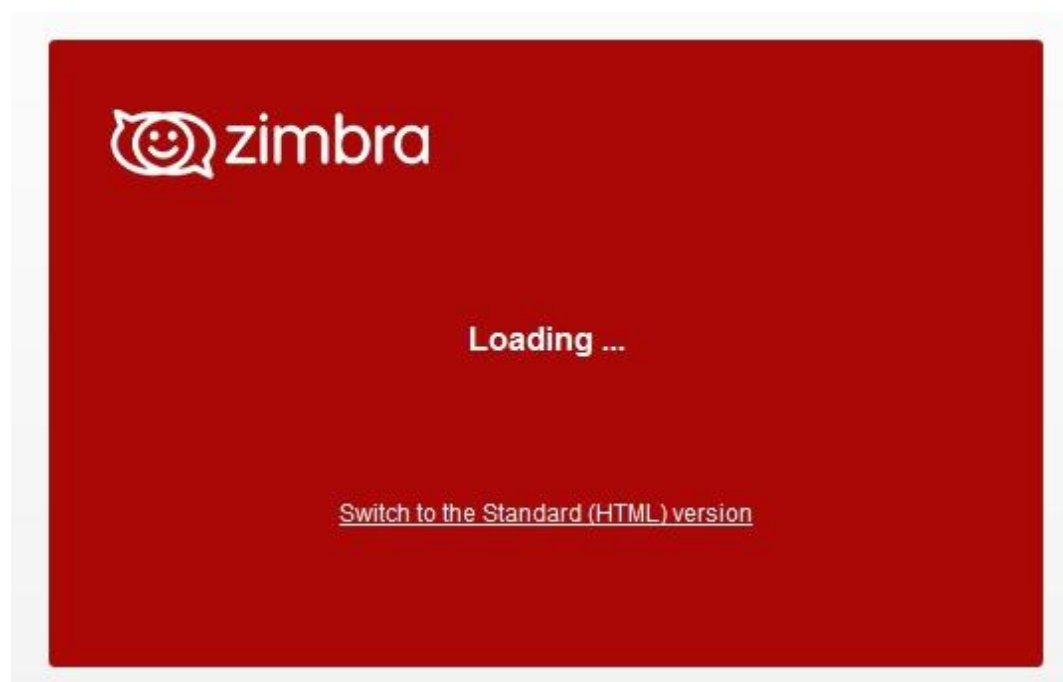 zimbra
Loading ...
Switch to the Standard (HTML) version